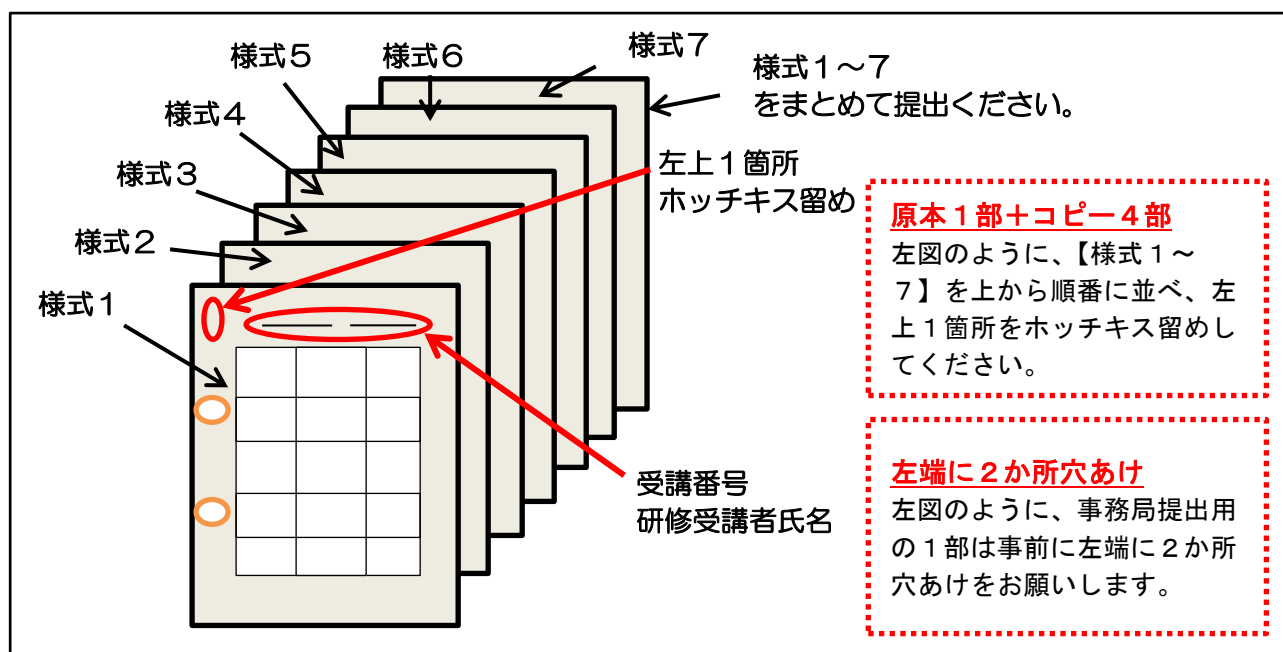 様式７
様式６
様式５
様式４
様式３
様式２
様式１
様式１～７
をまとめて提出ください。
左上１箇所
ホッチキス留め
受講番号
研修受講者氏名
原本１部＋コピー４部
左図のように、【様式１～
７】を上から順番に並べ、左
上１箇所をホッチキス留めし
てください。
左端に２か所穴あけ
左図のように、事務局提出用
の１部は事前に左端に２か所
穴あけをお願いします。